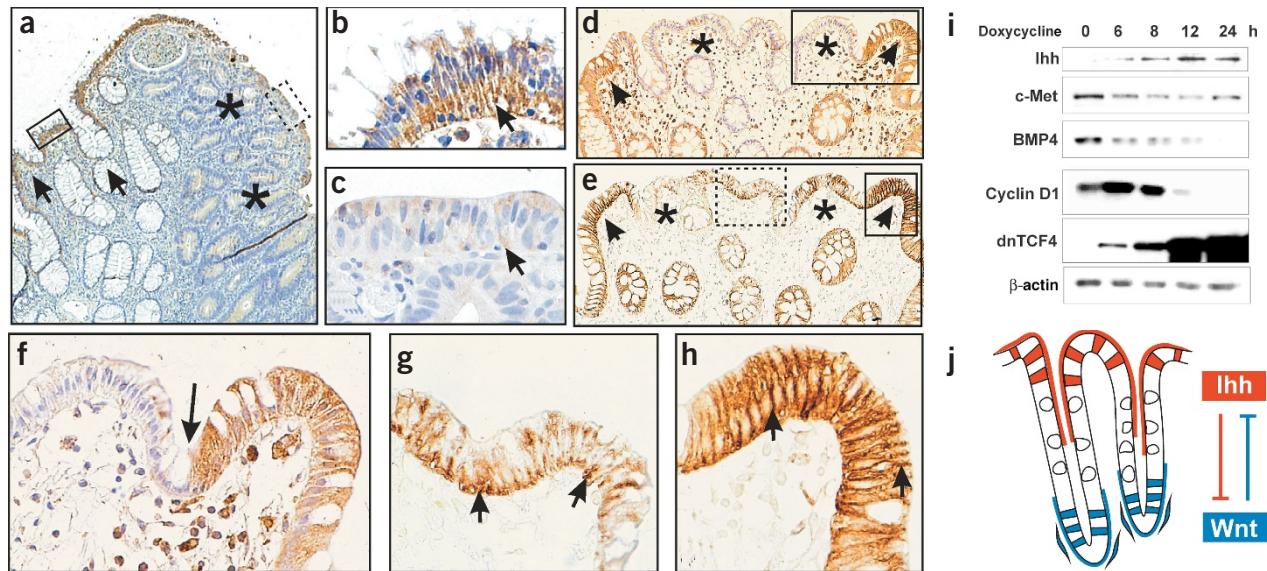 a
b
c
d
e
f
g
h
i
Doxycycline 0 6 8 12 24 h
Ihh
c-Met
BMP4
Cyclin D1
dnTCF4
β-actin
j
Ihh
Wnt